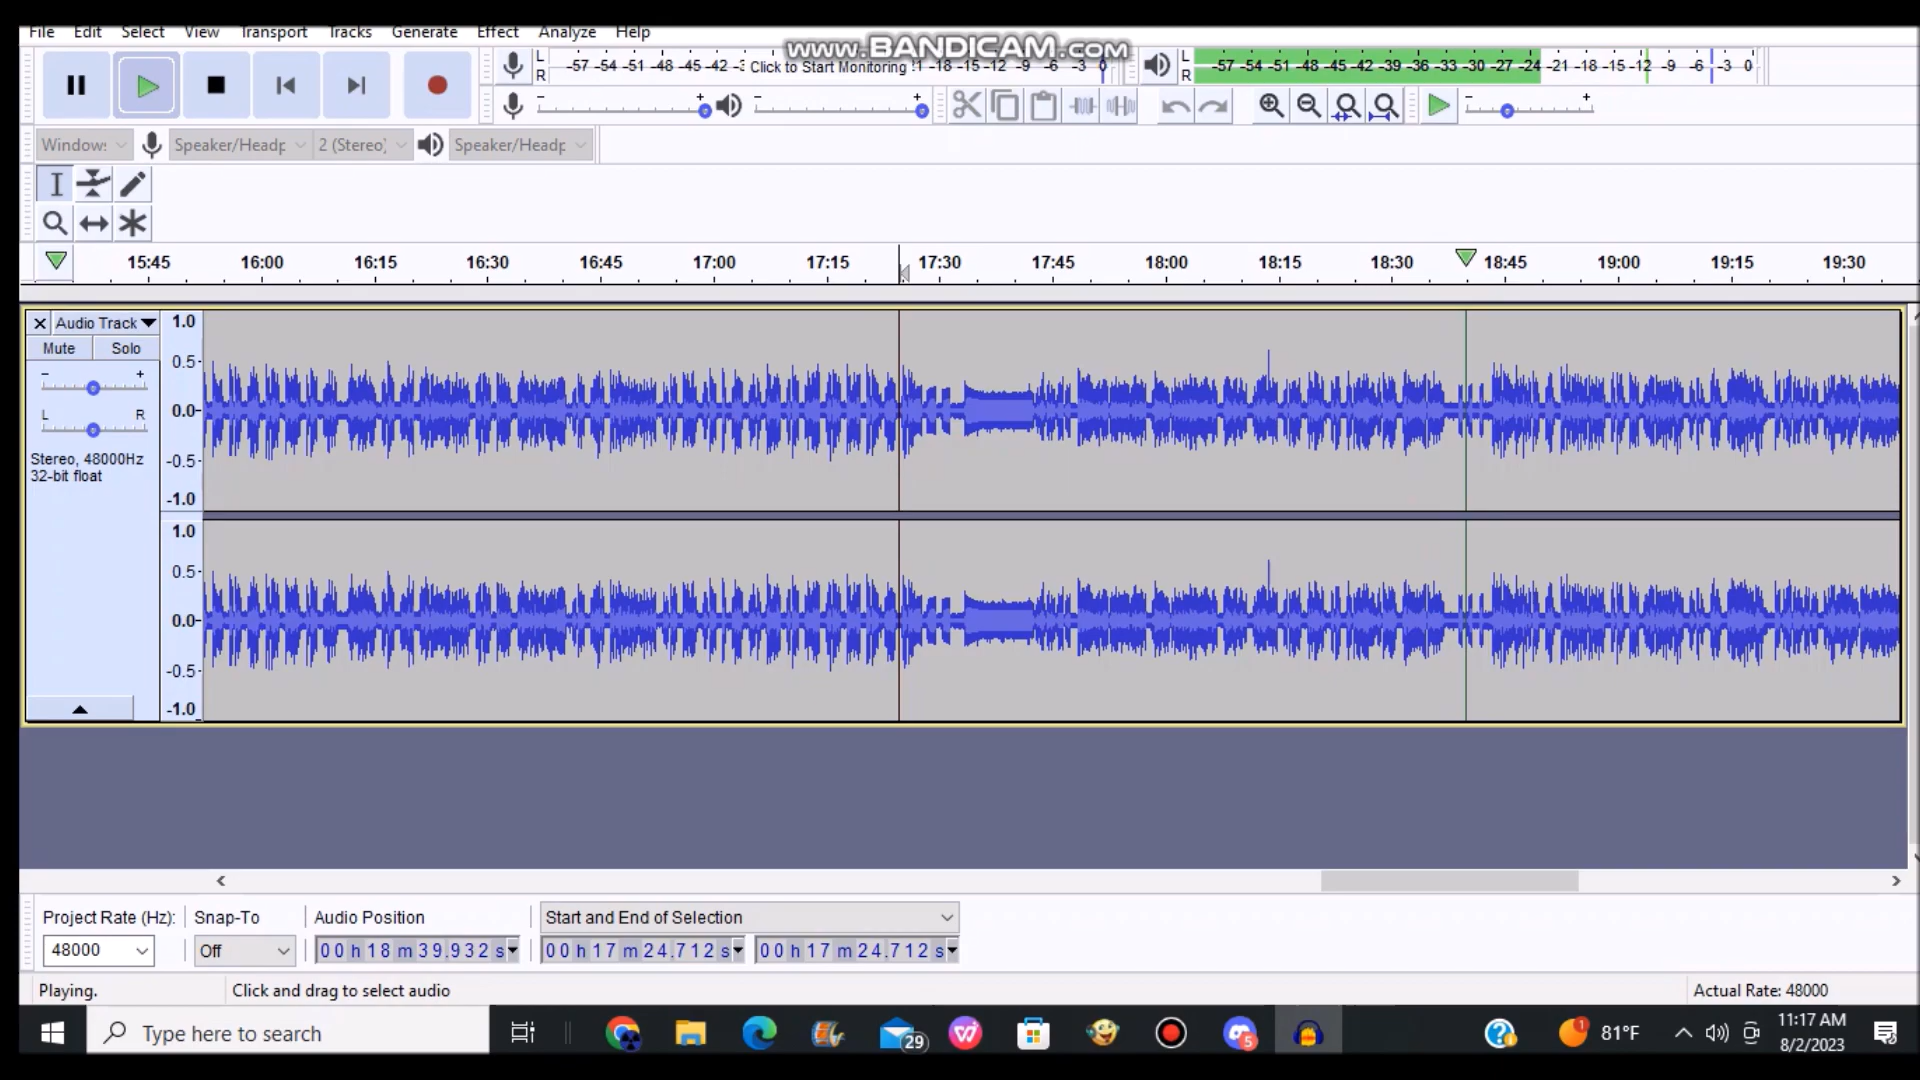 File Edit Select View Transport Tracks Generate Effect Analyze Help
www.BANDICAM.com
L
R
-57 -54 -51 -48 -45 -42 -3 Click to Start Monitoring !1 -18 -15 -12 -9 -6 -3 0
L
R
-57 -54 -51 -48 -45 -42 -39 -36 -33 -30 -27 -24 -21 -18 -15 -12 -9 -6 -3 0
- + - + - +
Window: Speaker/Headp 2 (Stereo) Speaker/Headp
15:45 16:00 16:15 16:30 16:45 17:00 17:15 17:30 17:45 18:00 18:15 18:30 18:45 19:00 19:15 19:30
Audio Track
Mute Solo
- +
L R
Stereo, 48000Hz
32-bit float
1.0
0.5
0.0
-0.5
-1.0
1.0
0.5
0.0
-0.5
-1.0
Project Rate (Hz): Snap-To Audio Position Start and End of Selection
48000 Off 00h18m39.932s 00h17m24.712s 00h17m24.712s
Playing. Click and drag to select audio Actual Rate: 48000
Type here to search 29 5 1 81°F 11:17 AM
8/2/2023